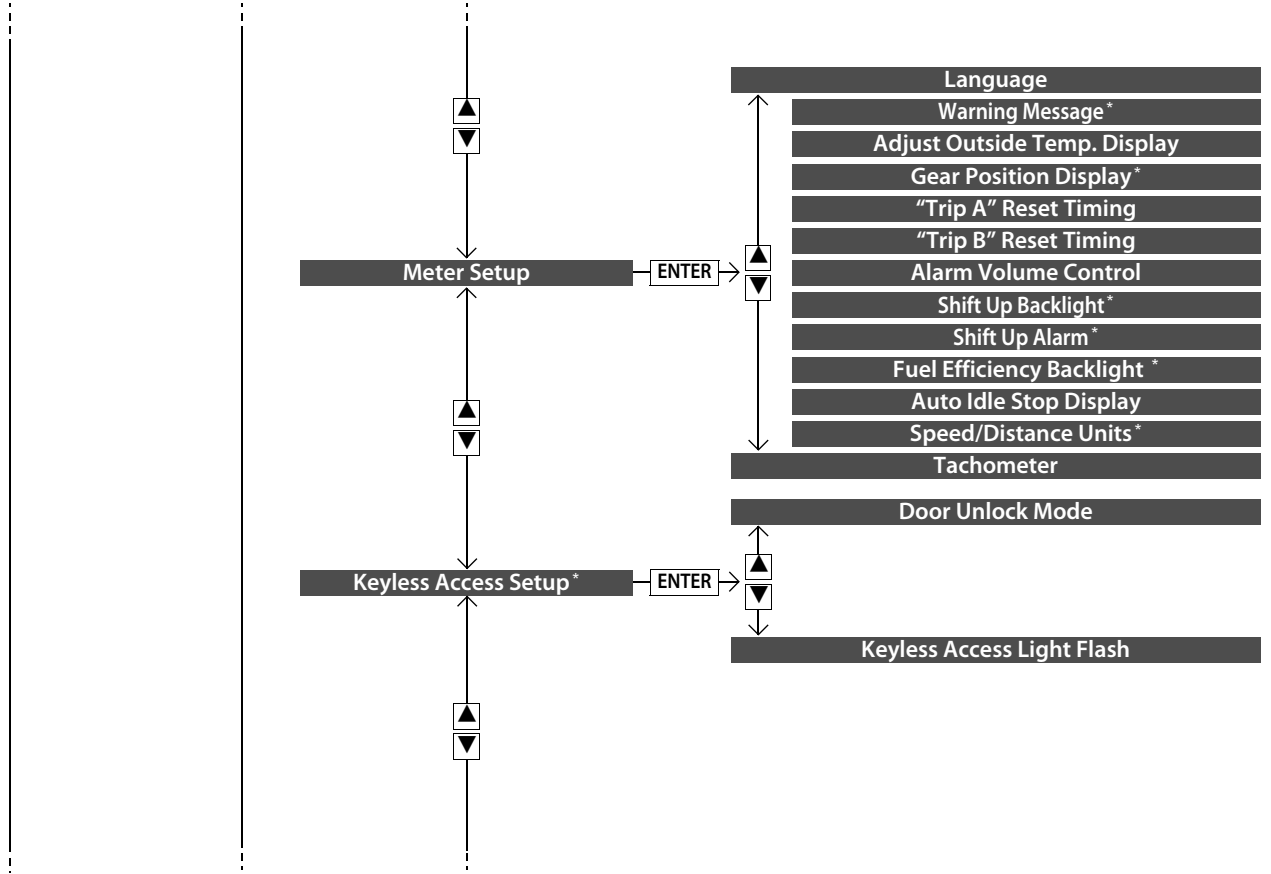 Language
Warning Message*
Adjust Outside Temp. Display
Gear Position Display*
“Trip A” Reset Timing
“Trip B” Reset Timing
Meter Setup
ENTER
Alarm Volume Control
Shift Up Backlight*
Shift Up Alarm*
Fuel Efficiency Backlight *
Auto Idle Stop Display
Speed/Distance Units*
Tachometer
Door Unlock Mode
Keyless Access Setup*
ENTER
Keyless Access Light Flash